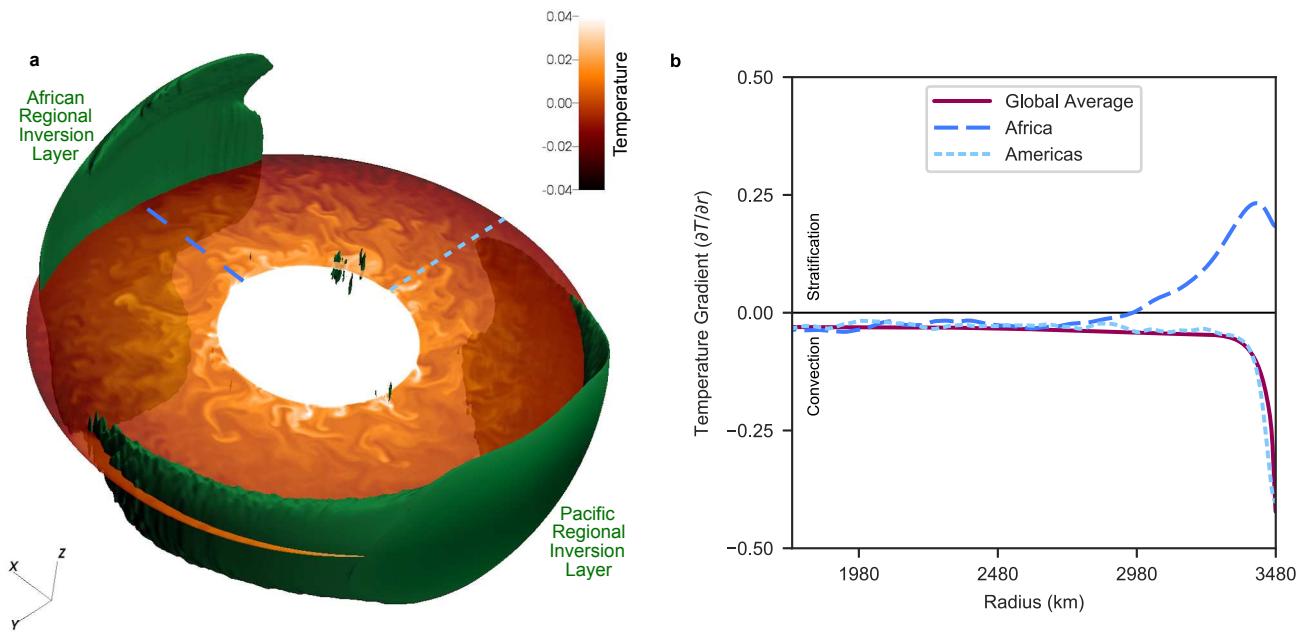 a
African
Regional
Inversion
Layer
0.04
0.02
0.00
-0.02
-0.04
Temperature
Pacific
Regional
Inversion
Layer
X
Y
Z
b
0.50
0.25
0.00
−0.25
−0.50
Temperature Gradient (∂T/∂r)
Stratification
Convection
Global Average
Africa
Americas
1980
2480
2980
3480
Radius (km)